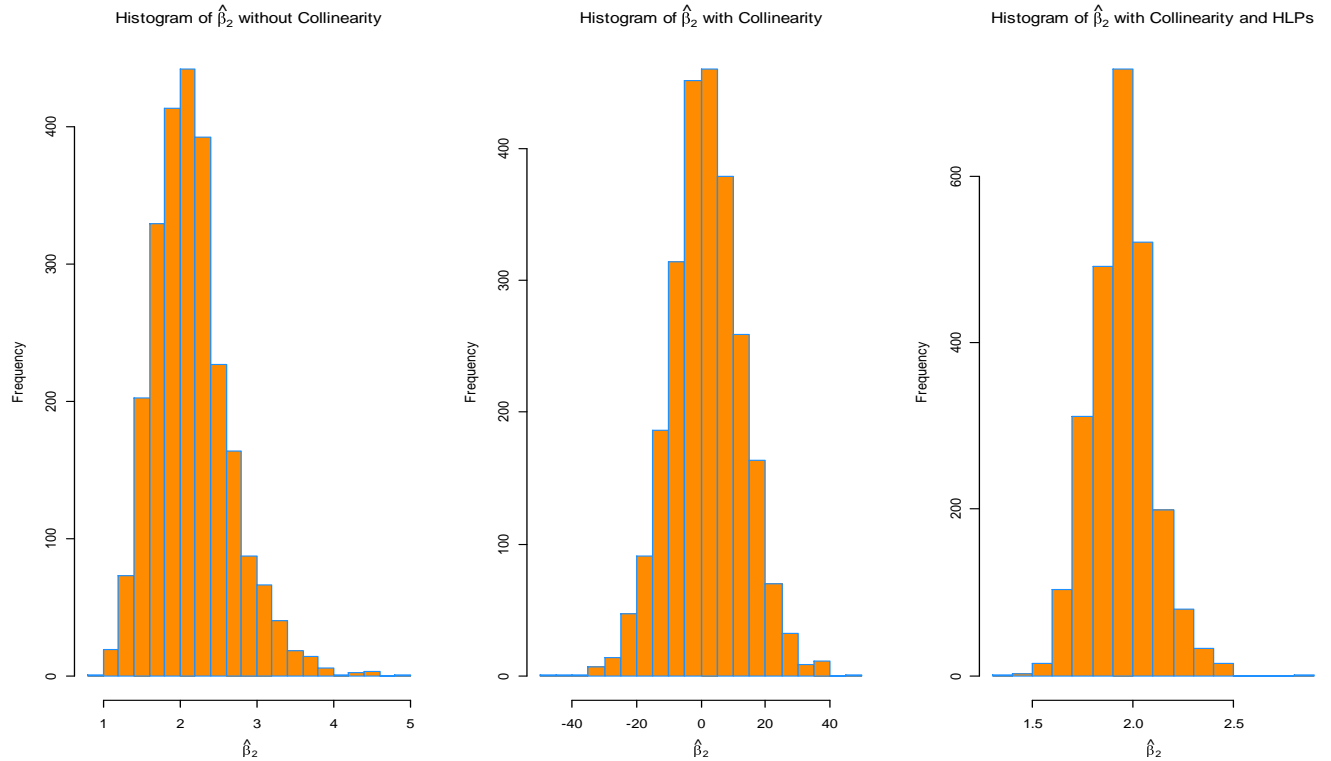 Histogram of β̂₂ without Collinearity
Frequency
0 100 200 300 400
1 2 3 4 5
β̂₂
Histogram of β̂₂ with Collinearity
Frequency
0 100 200 300 400
-40 -20 0 20 40
β̂₂
Histogram of β̂₂ with Collinearity and HLPs
Frequency
0 200 400 600
1.5 2.0 2.5
β̂₂